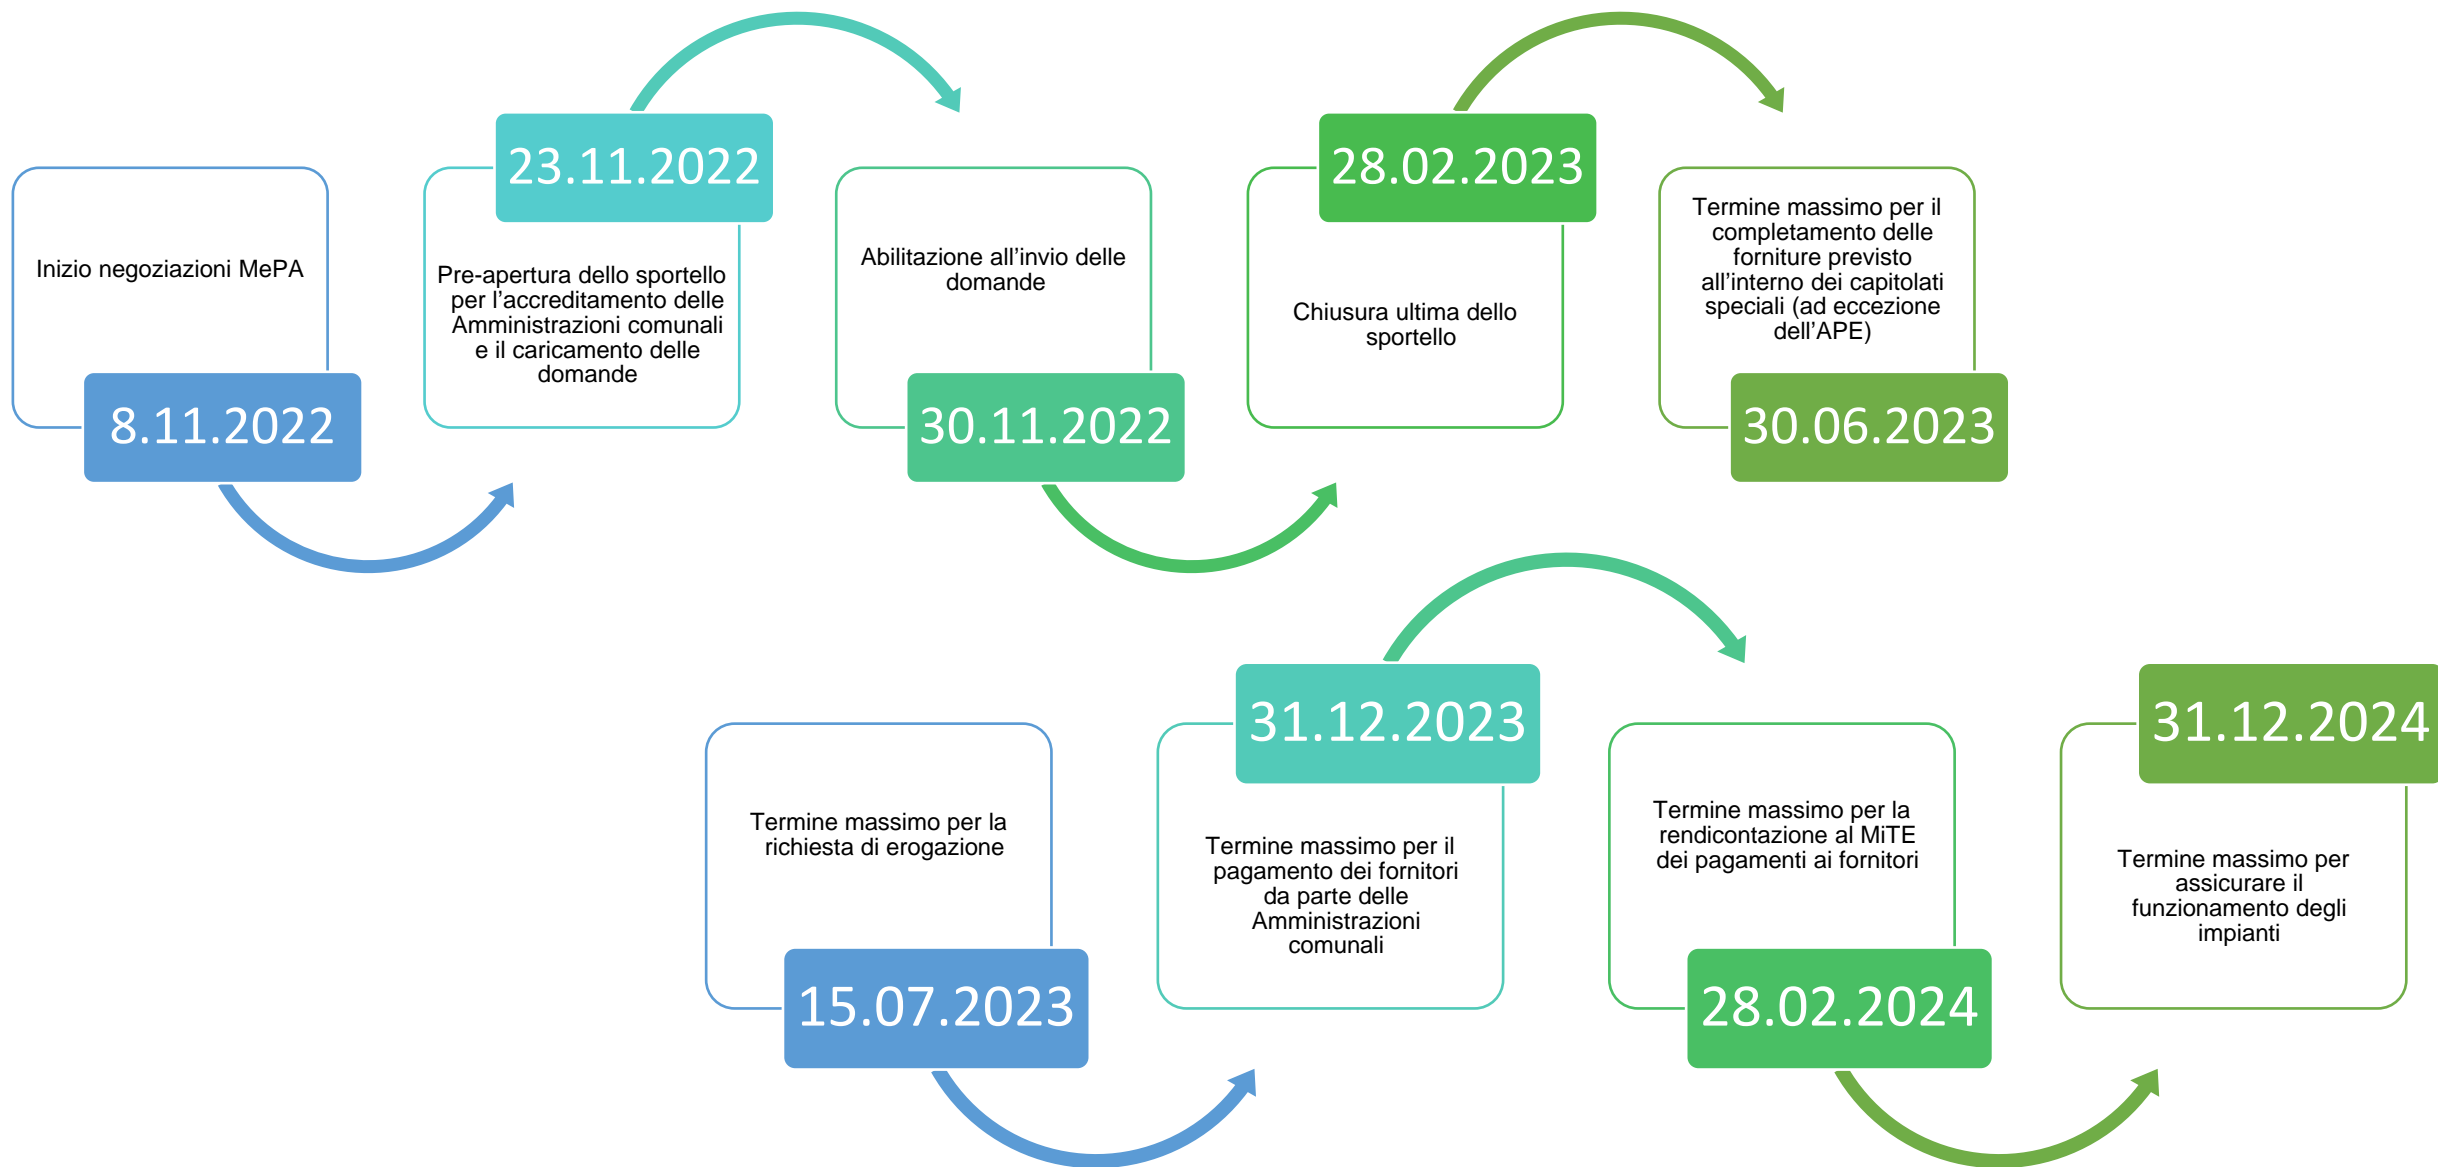 Inizio negoziazioni MePA
8.11.2022
23.11.2022
Pre-apertura dello sportello
per l’accreditamento delle
Amministrazioni comunali
e il caricamento delle
domande
Abilitazione all’invio delle
domande
30.11.2022
28.02.2023
Chiusura ultima dello
sportello
Termine massimo per il
completamento delle
forniture previsto
all’interno dei capitolati
speciali (ad eccezione
dell’APE)
30.06.2023
Termine massimo per la
richiesta di erogazione
15.07.2023
31.12.2023
Termine massimo per il
pagamento dei fornitori
da parte delle
Amministrazioni
comunali
Termine massimo per la
rendicontazione al MiTE
dei pagamenti ai fornitori
28.02.2024
31.12.2024
Termine massimo per
assicurare il
funzionamento degli
impianti